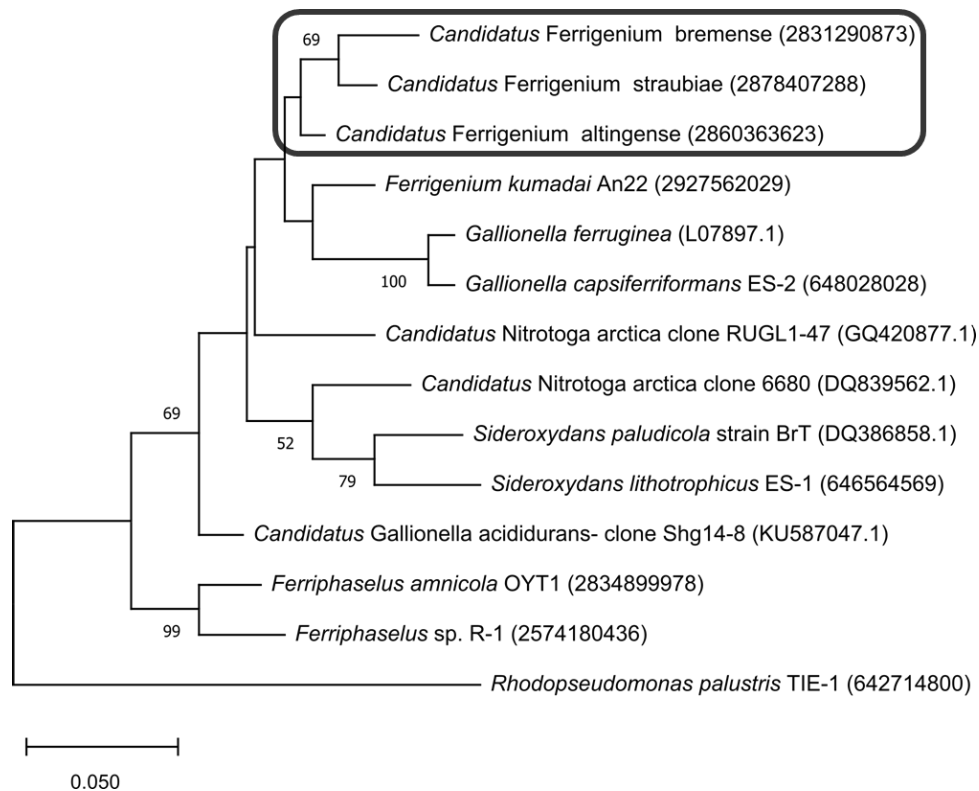 69
Candidatus Ferrigenium bremense (2831290873)
Candidatus Ferrigenium straubiae (2878407288)
Candidatus Ferrigenium altingense (2860363623)
Ferrigenium kumadai An22 (2927562029)
Gallionella ferruginea (L07897.1)
100
Gallionella capsiferriformans ES-2 (648028028)
Candidatus Nitrotoga arctica clone RUGL1-47 (GQ420877.1)
Candidatus Nitrotoga arctica clone 6680 (DQ839562.1)
69
52
Sideroxydans paludicola strain BrT (DQ386858.1)
79
Sideroxydans lithotrophicus ES-1 (646564569)
Candidatus Gallionella acididurans- clone Shg14-8 (KU587047.1)
Ferriphaselus amnicola OYT1 (2834899978)
99
Ferriphaselus sp. R-1 (2574180436)
Rhodopseudomonas palustris TIE-1 (642714800)
0.050